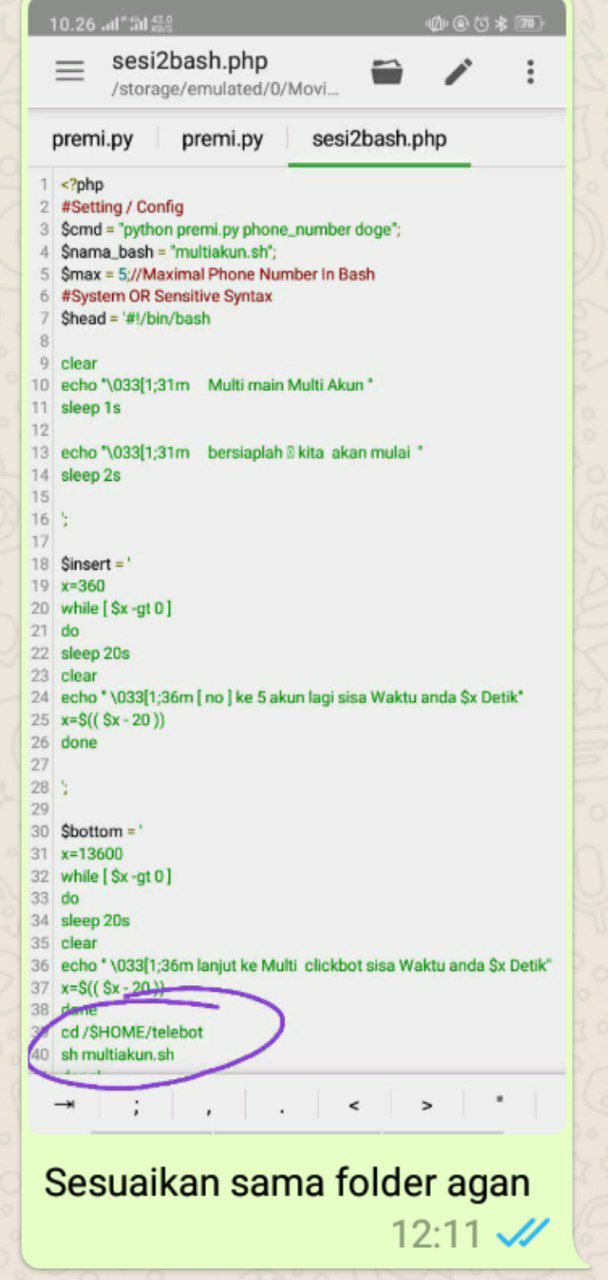 10.26 42.0 KB/S 70
sesi2bash.php
/storage/emulated/0/Movi...
premi.py premi.py sesi2bash.php
1 <?php
2 #Setting / Config
3 $cmd = "python premi.py phone_number doge";
4 $nama_bash = "multiakun.sh";
5 $max = 5;//Maximal Phone Number In Bash
6 #System OR Sensitive Syntax
7 $head = '#!/bin/bash
8
9 clear
10 echo "\033[1;31m    Multi main Multi Akun "
11 sleep 1s
12
13 echo "\033[1;31m    bersiaplah kita  akan mulai  "
14 sleep 2s
15
16 ';
17
18 $insert = '
19 x=360
20 while [ $x -gt 0 ]
21 do
22 sleep 20s
23 clear
24 echo " \033[1;36m [ no ] ke 5 akun lagi sisa Waktu anda $x Detik"
25 x=$(( $x - 20 ))
26 done
27
28 ';
29
30 $bottom = '
31 x=13600
32 while [ $x -gt 0 ]
33 do
34 sleep 20s
35 clear
36 echo " \033[1;36m lanjut ke Multi  clickbot sisa Waktu anda $x Detik"
37 x=$(( $x - 20 ))
38 done
39 cd /$HOME/telebot
40 sh multiakun.sh
; , . < > "
Sesuaikan sama folder agan
12:11